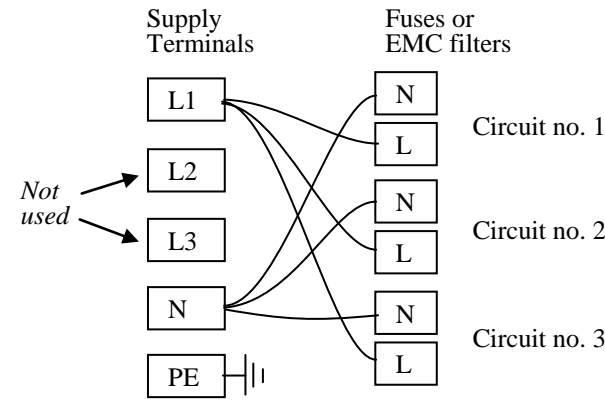 Supply
Terminals
Fuses or
EMC filters
L1
L2
L3
N
PE
Not
used
N
L
Circuit no. 1
N
L
Circuit no. 2
N
L
Circuit no. 3